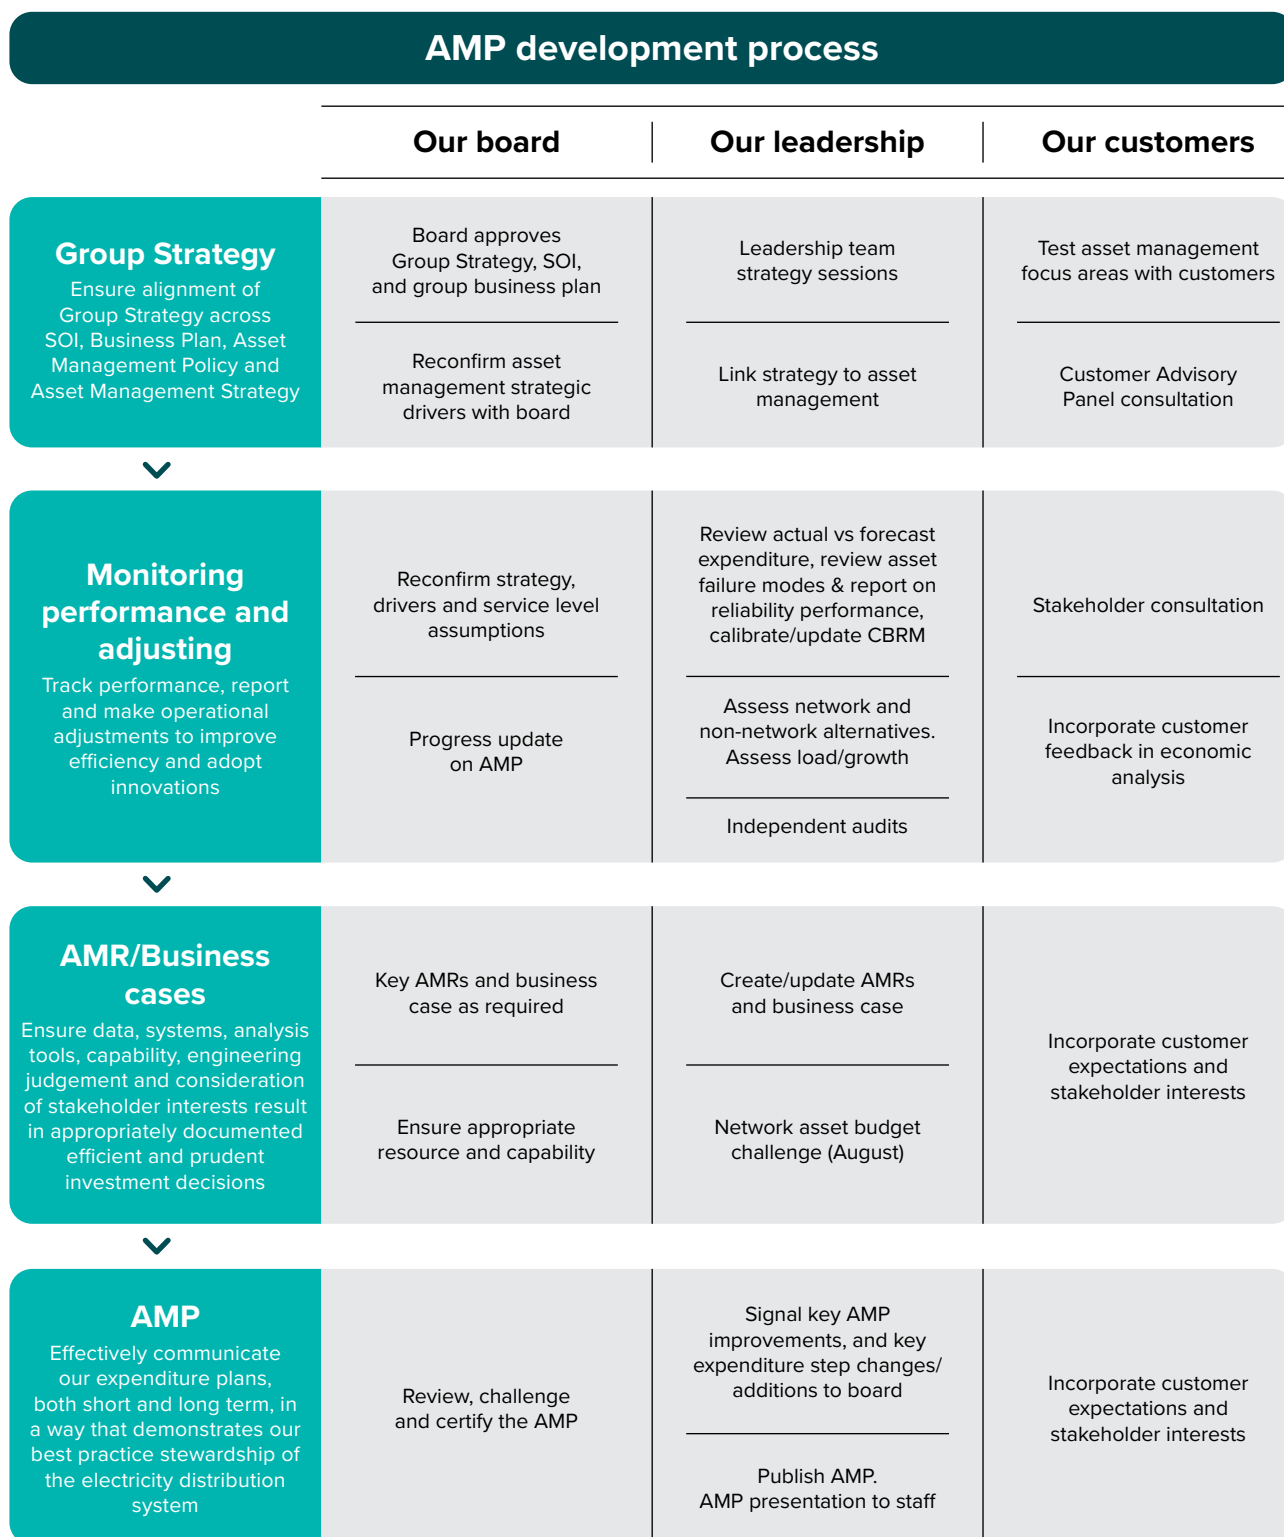 AMP development process
Our board
Our leadership
Our customers
Group Strategy
Ensure alignment of
Group Strategy across
SOI, Business Plan, Asset
Management Policy and
Asset Management Strategy
Board approves
Group Strategy, SOI,
and group business plan
Reconfirm asset
management strategic
drivers with board
Leadership team
strategy sessions
Link strategy to asset
management
Test asset management
focus areas with customers
Customer Advisory
Panel consultation
Monitoring
performance and
adjusting
Track performance, report
and make operational
adjustments to improve
efficiency and adopt
innovations
Reconfirm strategy,
drivers and service level
assumptions
Progress update
on AMP
Review actual vs forecast
expenditure, review asset
failure modes & report on
reliability performance,
calibrate/update CBRM
Assess network and
non-network alternatives.
Assess load/growth
Independent audits
Stakeholder consultation
Incorporate customer
feedback in economic
analysis
AMR/Business
cases
Ensure data, systems, analysis
tools, capability, engineering
judgement and consideration
of stakeholder interests result
in appropriately documented
efficient and prudent
investment decisions
Key AMRs and business
case as required
Ensure appropriate
resource and capability
Create/update AMRs
and business case
Network asset budget
challenge (August)
Incorporate customer
expectations and
stakeholder interests
AMP
Effectively communicate
our expenditure plans,
both short and long term, in
a way that demonstrates our
best practice stewardship of
the electricity distribution
system
Review, challenge
and certify the AMP
Signal key AMP
improvements, and key
expenditure step changes/
additions to board
Publish AMP.
AMP presentation to staff
Incorporate customer
expectations and
stakeholder interests